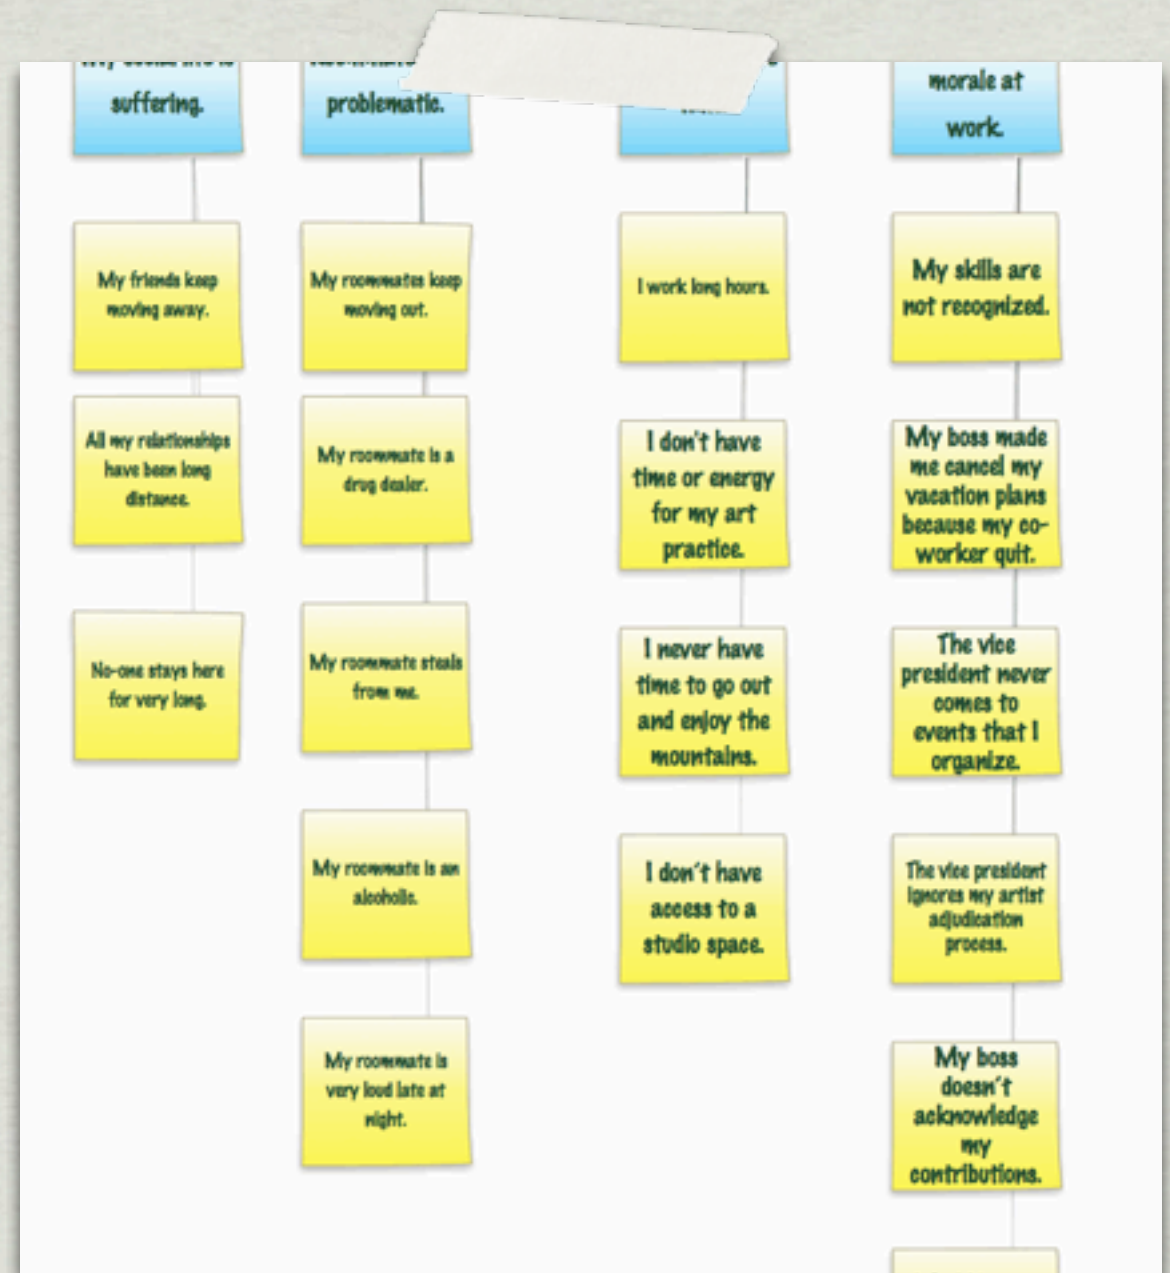 suffering.
My friends keep
moving away.
All my relationships
have been long
distance.
No-one stays here
for very long.
problematic.
My roommates keep
moving out.
My roommate is a
drug dealer.
My roommate steals
from me.
My roommate is an
alcoholic.
My roommate is
very loud late at
night.
I work long hours.
I don't have
time or energy
for my art
practice.
I never have
time to go out
and enjoy the
mountains.
I don't have
access to a
studio space.
morale at
work.
My skills are
not recognized.
My boss made
me cancel my
vacation plans
because my co-
worker quit.
The vice
president never
comes to
events that I
organize.
The vice president
ignores my artist
adjudication
process.
My boss
doesn't
acknowledge
my
contributions.